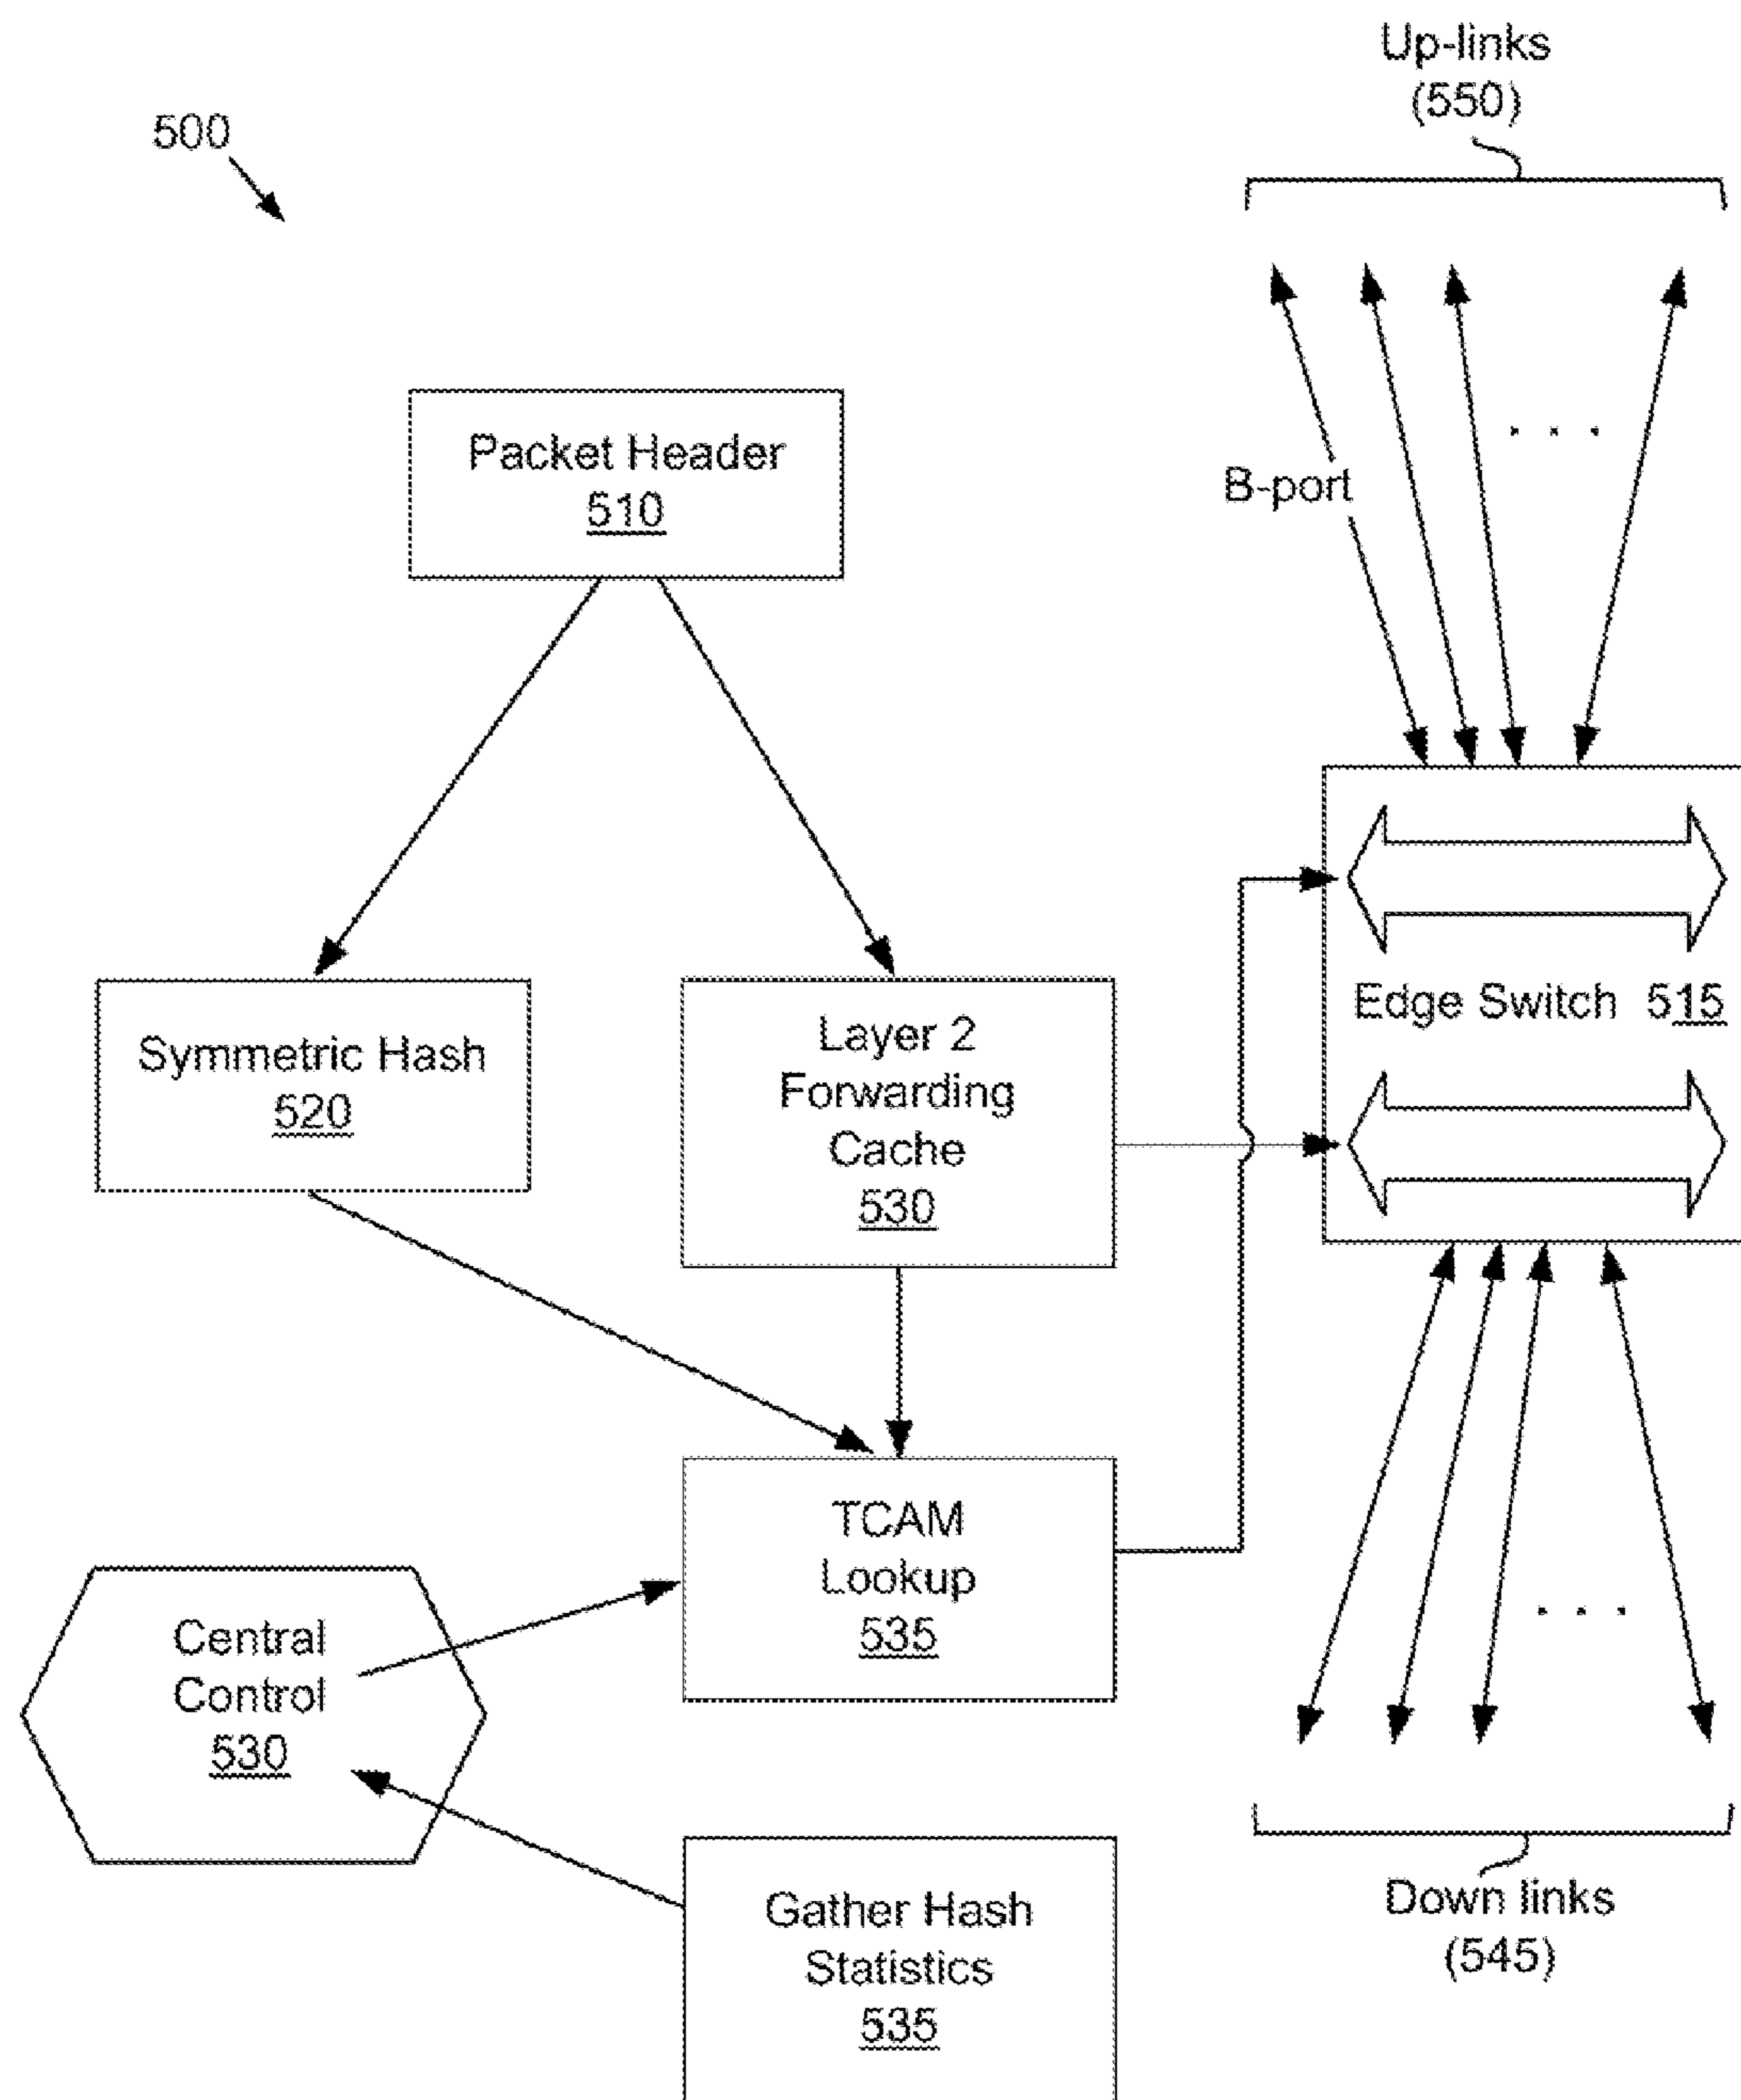 Up-links
(550)
500
Packet Header
510
B-port
Symmetric Hash
520
Layer 2
Forwarding
Cache
530
Edge Switch 515
TCAM
Lookup
535
Central
Control
530
Gather Hash
Statistics
535
Down links
(545)
. . .
. . .